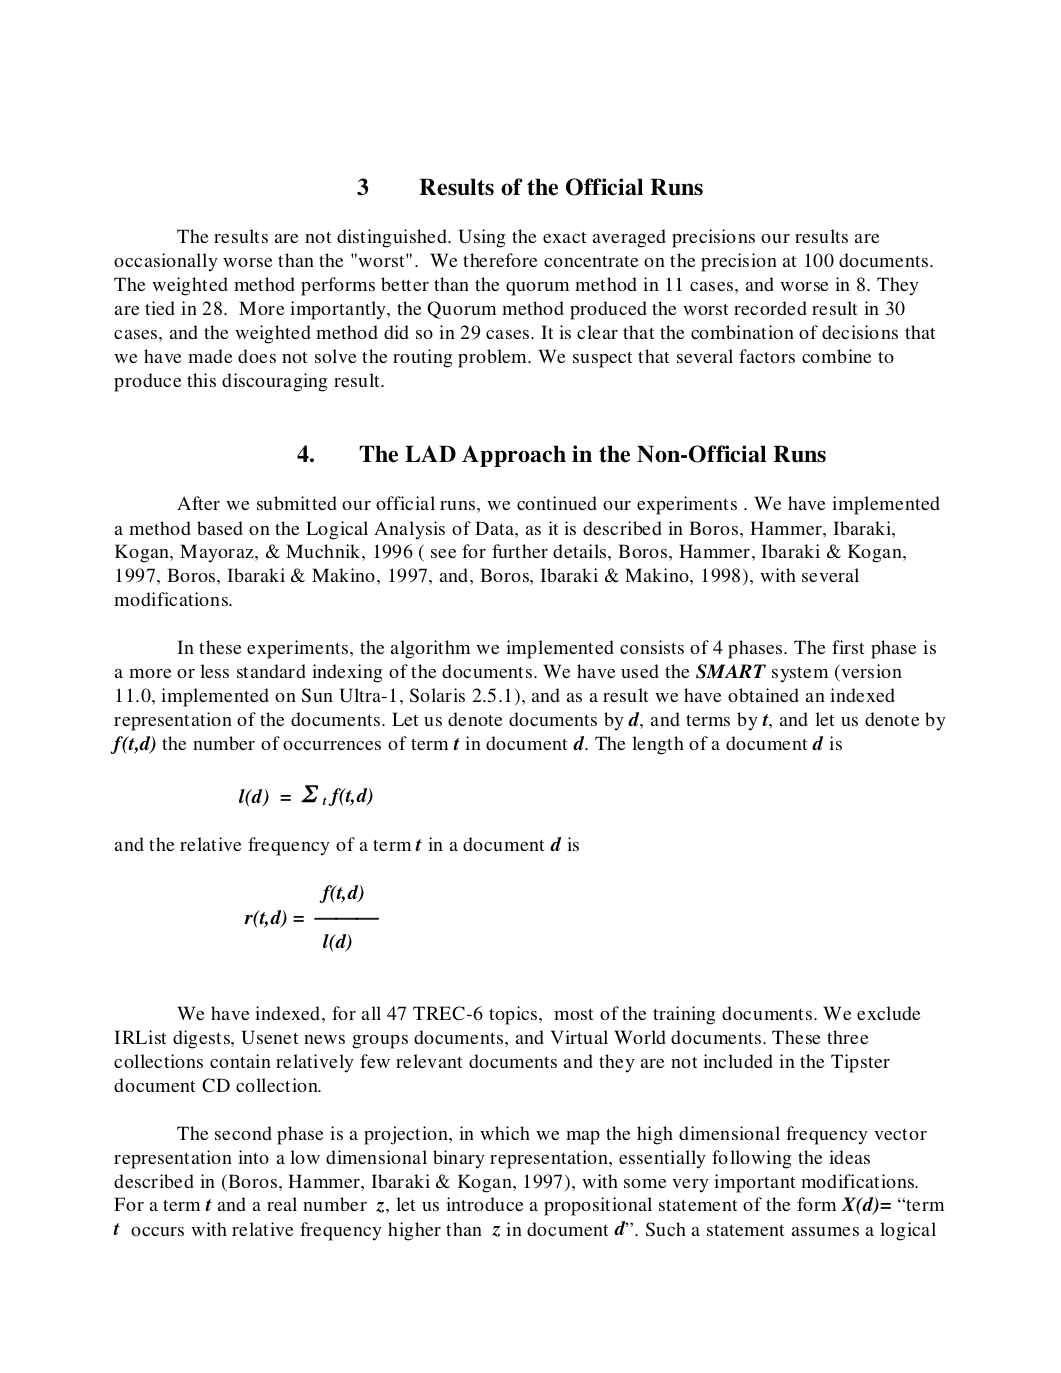 3 Results of the Official Runs
The results are not distinguished. Using the exact averaged precisions our results are
occasionally worse than the "worst". We therefore concentrate on the precision at 100 documents.
The weighted method performs better than the quorum method in 11 cases, and worse in 8. They
are tied in 28. More importantly, the Quorum method produced the worst recorded result in 30
cases, and the weighted method did so in 29 cases. It is clear that the combination of decisions that
we have made does not solve the routing problem. We suspect that several factors combine to
produce this discouraging result.
4. The LAD Approach in the Non-Official Runs
After we submitted our official runs, we continued our experiments . We have implemented
a method based on the Logical Analysis of Data, as it is described in Boros, Hammer, Ibaraki,
Kogan, Mayoraz, & Muchnik, 1996 ( see for further details, Boros, Hammer, Ibaraki & Kogan,
1997, Boros, Ibaraki & Makino, 1997, and, Boros, Ibaraki & Makino, 1998), with several
modifications.
In these experiments, the algorithm we implemented consists of 4 phases. The first phase is
a more or less standard indexing of the documents. We have used the SMART system (version
11.0, implemented on Sun Ultra-1, Solaris 2.5.1), and as a result we have obtained an indexed
representation of the documents. Let us denote documents by d, and terms by t, and let us denote by
f(t,d) the number of occurrences of term t in document d. The length of a document d is
l(d) = Σ t f(t,d)
and the relative frequency of a term t in a document d is
f(t,d)
r(t,d) = ———
l(d)
We have indexed, for all 47 TREC-6 topics, most of the training documents. We exclude
IRList digests, Usenet news groups documents, and Virtual World documents. These three
collections contain relatively few relevant documents and they are not included in the Tipster
document CD collection.
The second phase is a projection, in which we map the high dimensional frequency vector
representation into a low dimensional binary representation, essentially following the ideas
described in (Boros, Hammer, Ibaraki & Kogan, 1997), with some very important modifications.
For a term t and a real number z, let us introduce a propositional statement of the form X(d)= “term
t occurs with relative frequency higher than z in document d”. Such a statement assumes a logical